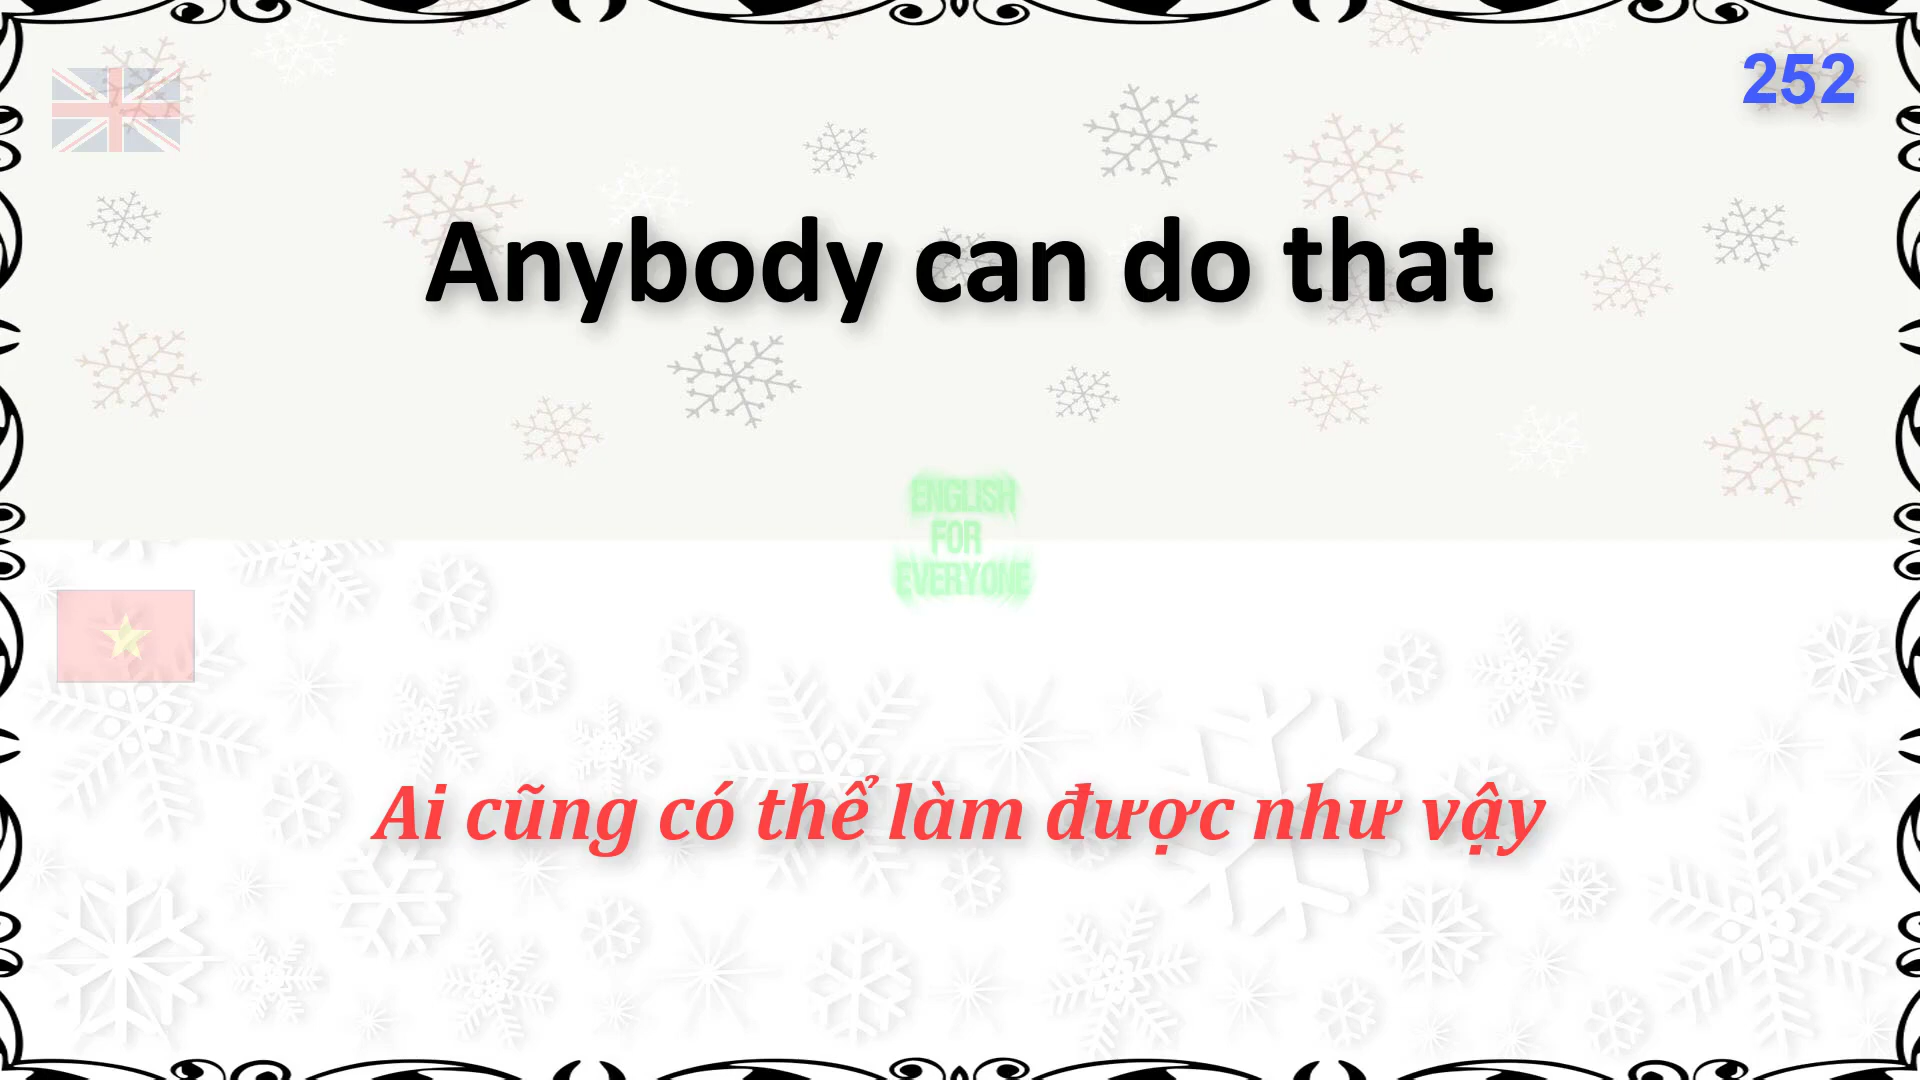 252
Anybody can do that
ENGLISH
FOR
EVERYONE
Ai cũng có thể làm được như vậy